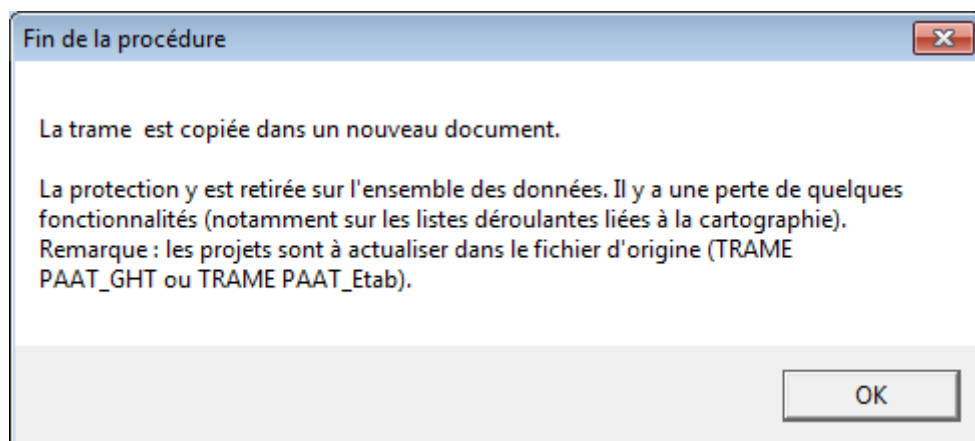 Fin de la procédure
La trame  est copiée dans un nouveau document.
La protection y est retirée sur l'ensemble des données. Il y a une perte de quelques
fonctionnalités (notamment sur les listes déroulantes liées à la cartographie).
Remarque : les projets sont à actualiser dans le fichier d'origine (TRAME
PAAT_GHT ou TRAME PAAT_Etab).
OK